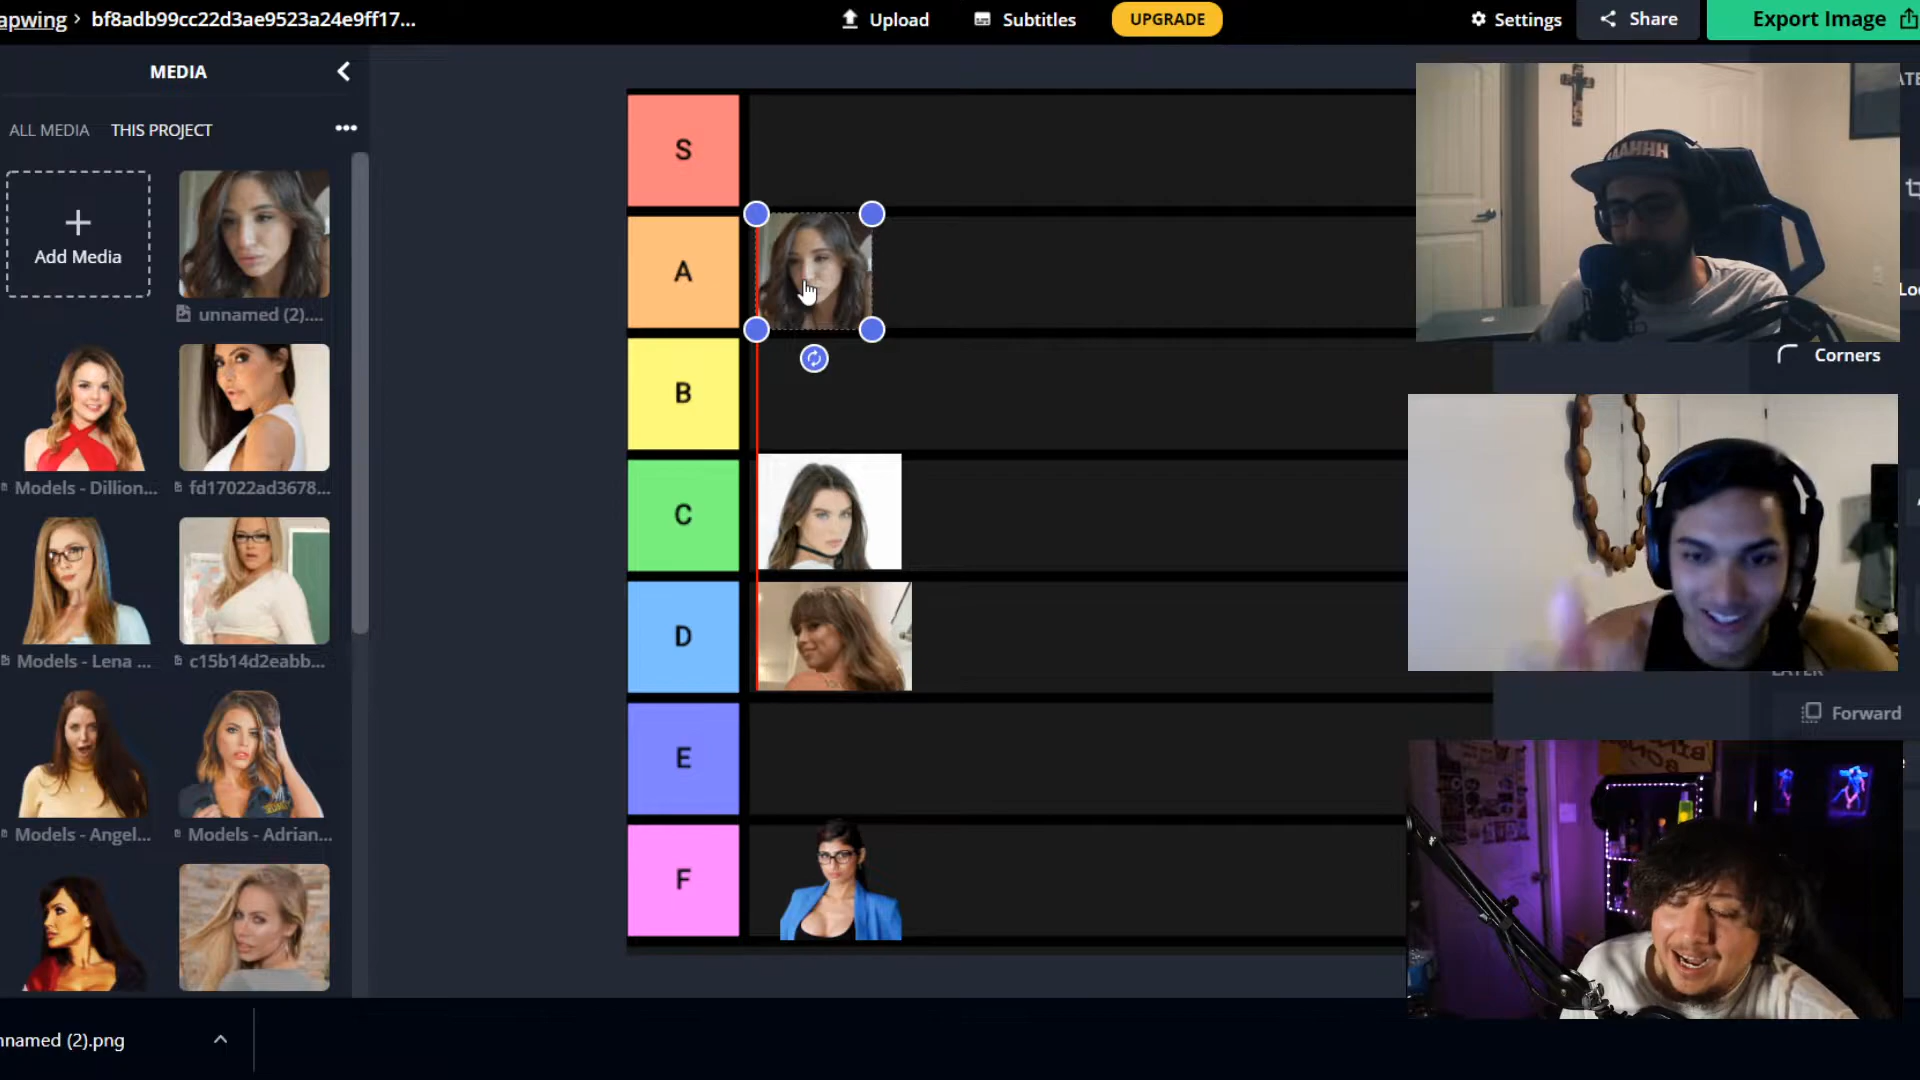 apwing > bf8adb99cc22d3ae9523a24e9ff17...
Upload
Subtitles
UPGRADE
Settings
Share
Export Image
MEDIA
ALL MEDIA
THIS PROJECT
Add Media
unnamed (2)....
Models - Dillion...
fd17022ad3678...
Models - Lena ...
c15b14d2eabb...
Models - Angel...
Models - Adrian...
S
A
B
C
D
E
F
AAHHH
Corners
Forward
nnamed (2).png